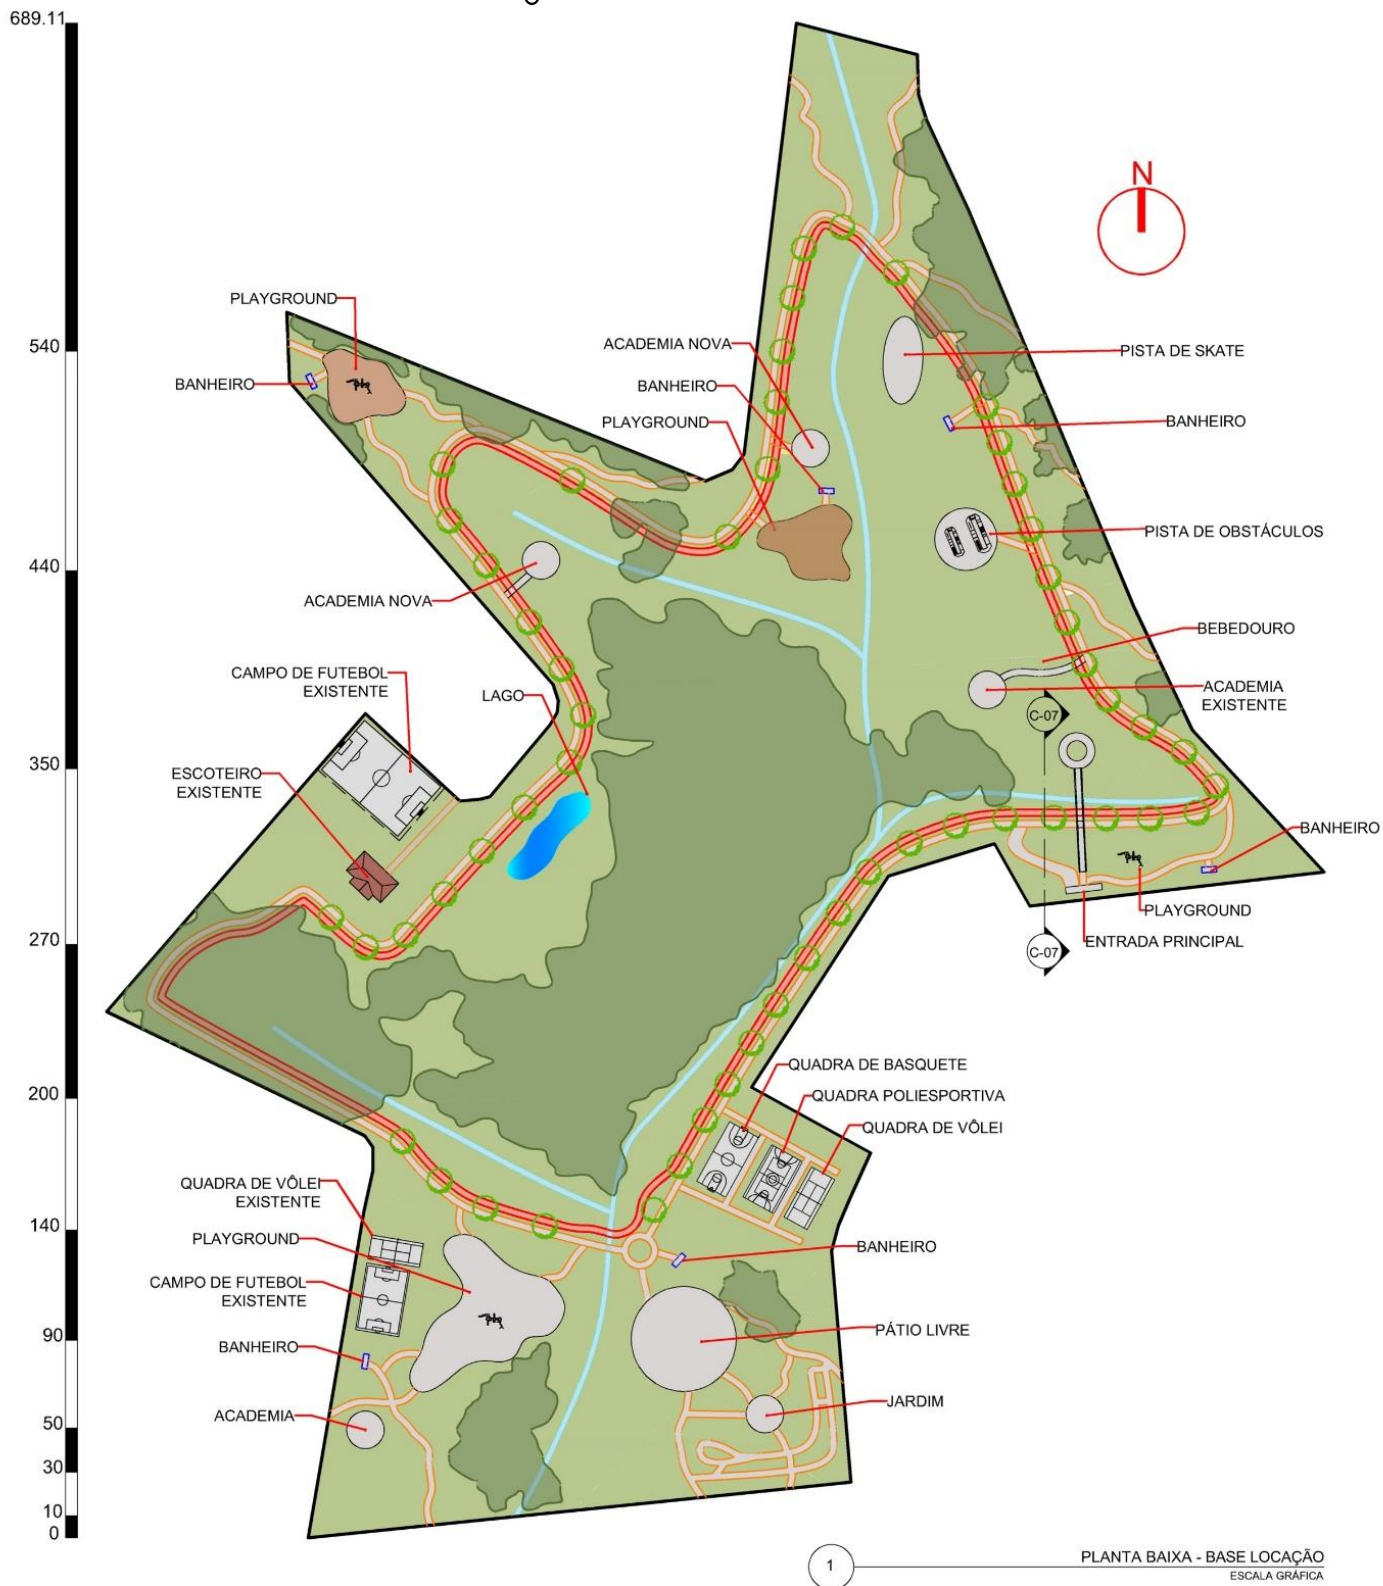 689.11
N
PLAYGROUND
ACADEMIA NOVA
540
PISTA DE SKATE
BANHEIRO
BANHEIRO
PLAYGROUND
BANHEIRO
PISTA DE OBSTÁCULOS
440
ACADEMIA NOVA
BEBEDOURO
CAMPO DE FUTEBOL
EXISTENTE
LAGO
ACADEMIA
EXISTENTE
C-07
350
ESCOTEIRO
EXISTENTE
BANHEIRO
PLAYGROUND
270
ENTRADA PRINCIPAL
C-07
QUADRA DE BASQUETE
200
QUADRA POLIESPORTIVA
QUADRA DE VÔLEI
QUADRA DE VÔLEI
EXISTENTE
140
PLAYGROUND
BANHEIRO
CAMPO DE FUTEBOL
EXISTENTE
90
PÁTIO LIVRE
BANHEIRO
JARDIM
ACADEMIA
50
30
10
0
1
PLANTA BAIXA - BASE LOCAÇÃO
ESCALA GRÁFICA